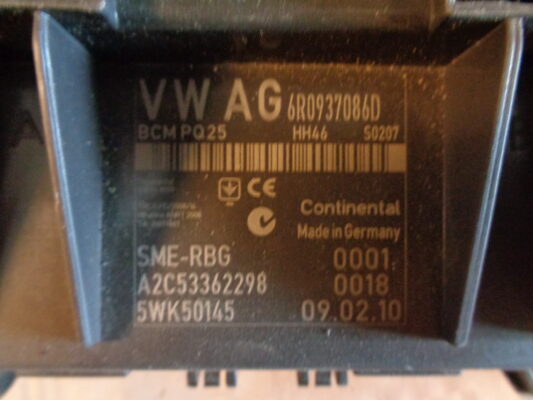 VW AG 6R0937086D
BCM PQ25 HH46 S0207
CE
Continental
Made in Germany
SME-RBG 0001
A2C53362298 0018
5WK50145 09.02.10